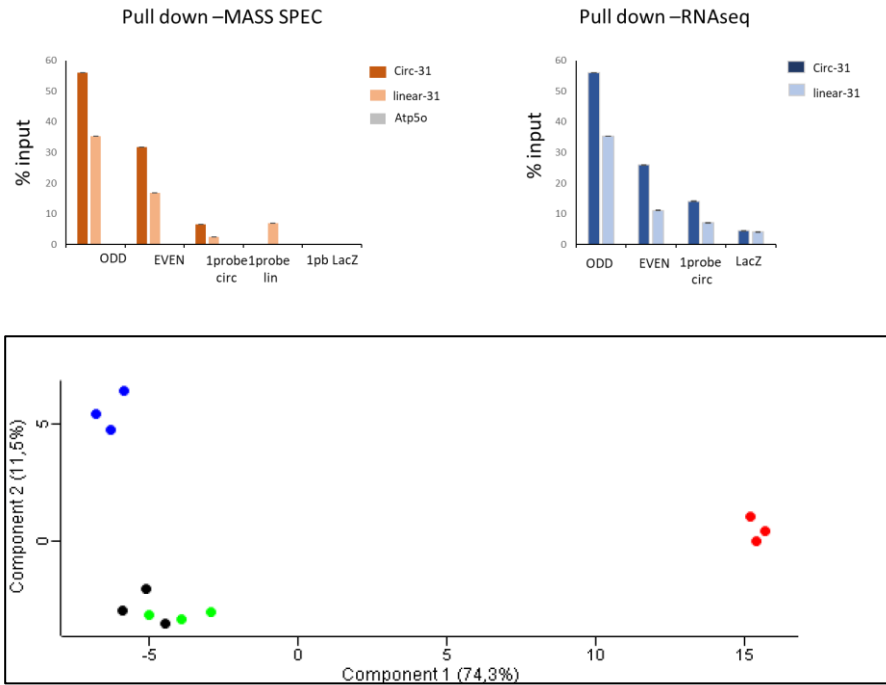 Pull down –MASS SPEC
60
50
40
30
20
10
0
% input
ODD
EVEN
1probe
circ
1probe
lin
1pb LacZ
Circ-31
linear-31
Atp5o
Pull down –RNAseq
60
50
40
30
20
10
0
% input
ODD
EVEN
1probe
circ
LacZ
Circ-31
linear-31
Component 2 (11,5%)
5
0
-5
0
5
10
15
Component 1 (74,3%)